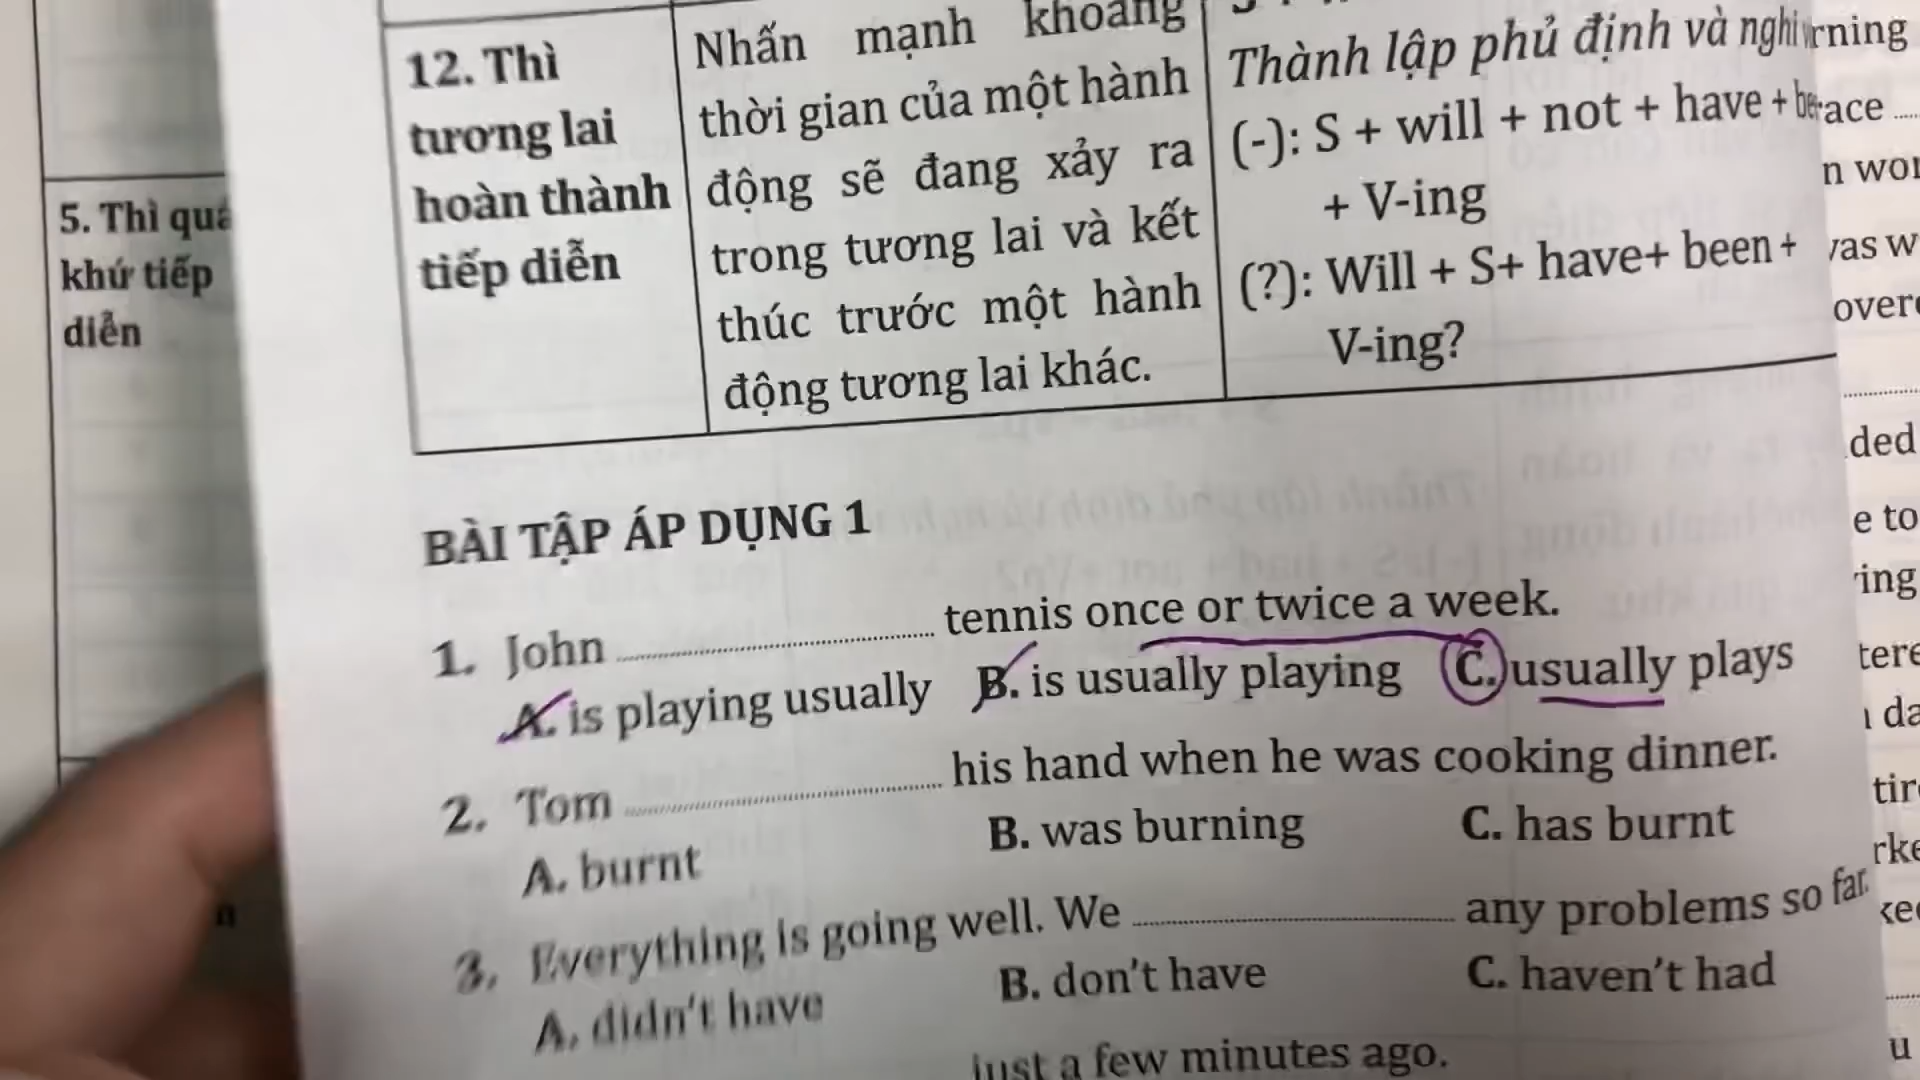 5. Thì quá
khứ tiếp
diễn
12. Thì
tương lai
hoàn thành
tiếp diễn
Nhấn mạnh khoảng
thời gian của một hành
động sẽ đang xảy ra
trong tương lai và kết
thúc trước một hành
động tương lai khác.
Thành lập phủ định và nghi
(-): S + will + not + have +
+ V-ing
(?): Will + S+ have+ been +
V-ing?
BÀI TẬP ÁP DỤNG 1
1. John .......... tennis once or twice a week.
A. is playing usually B. is usually playing C. usually plays
2. Tom .......... his hand when he was cooking dinner.
A. burnt B. was burning C. has burnt
3. Everything is going well. We .......... any problems so far.
A. didn't have B. don't have C. haven't had
just a few minutes ago.